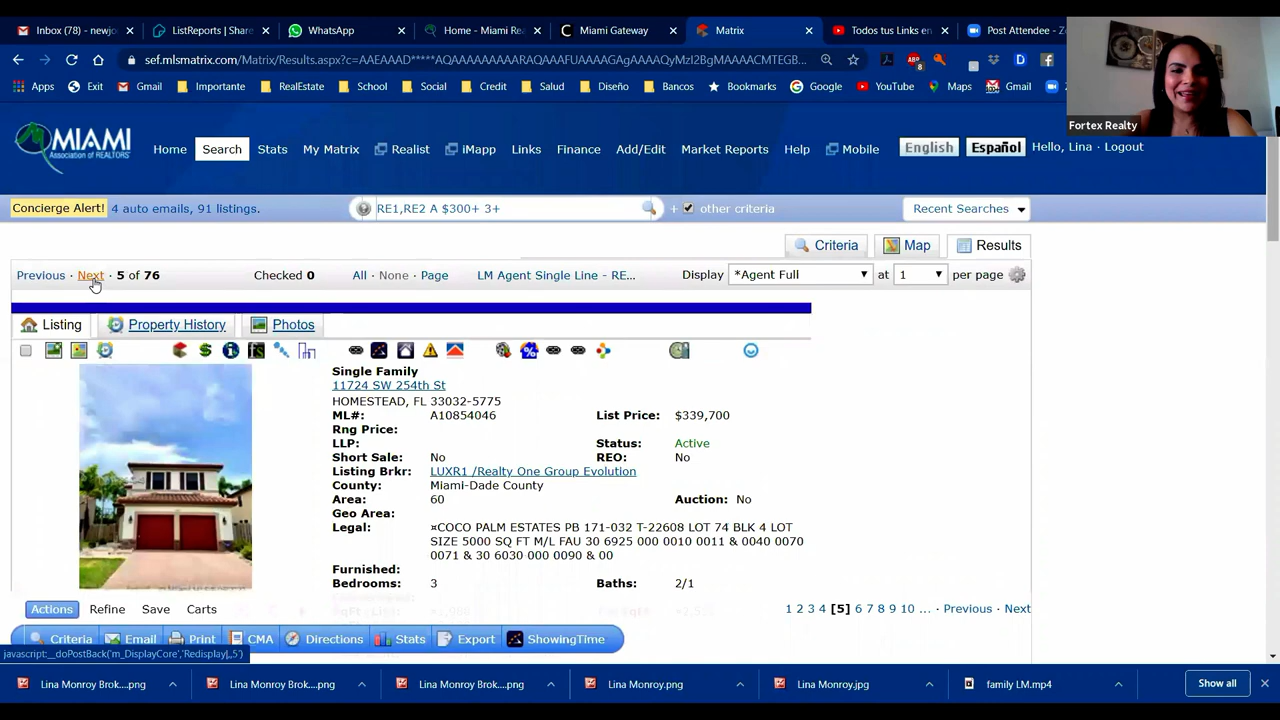 Inbox (78) - newj
ListReports | Share
WhatsApp
Home - Miami Re
Miami Gateway
Matrix
Todos tus Links en
Post Attendee - Z
sef.mlsmatrix.com/Matrix/Results.aspx?c=AAEAAAD*****AQAAAAAAAAARAQAAAFUAAAAGAgAAAAQyMzI2BgMAAAACMTEGB...
Apps Exit Gmail Importante RealEstate School Social Credit Salud Diseño Bancos Bookmarks Google YouTube Maps Gmail
Fortex Realty
MIAMI
Association of REALTORS
Home Search Stats My Matrix Realist iMapp Links Finance Add/Edit Market Reports Help Mobile English Español Hello, Lina · Logout
Concierge Alert! 4 auto emails, 91 listings. RE1,RE2 A $300+ 3+ + other criteria Recent Searches
Criteria Map Results
Previous · Next · 5 of 76 Checked 0 All · None · Page LM Agent Single Line - RE... Display *Agent Full at 1 per page
Listing Property History Photos
Single Family
11724 SW 254th St
HOMESTEAD, FL 33032-5775
ML#: A10854046 List Price: $339,700
Rng Price:
LLP: Status: Active
Short Sale: No REO: No
Listing Brkr: LUXR1 /Realty One Group Evolution
County: Miami-Dade County
Area: 60 Auction: No
Geo Area:
Legal: ¤COCO PALM ESTATES PB 171-032 T-22608 LOT 74 BLK 4 LOT
SIZE 5000 SQ FT M/L FAU 30 6925 000 0010 0011 & 0040 0070
0071 & 30 6030 000 0090 & 00
Furnished:
Bedrooms: 3 Baths: 2/1
Actions Refine Save Carts 1 2 3 4 [5] 6 7 8 9 10 ... Previous · Next
Criteria Email Print CMA Directions Stats Export ShowingTime
javascript:__doPostBack('m_DisplayCore','Redisplay|,,5')
Lina Monroy Brok....png
Lina Monroy Brok....png
Lina Monroy Brok....png
Lina Monroy.png
Lina Monroy.jpg
family LM.mp4
Show all